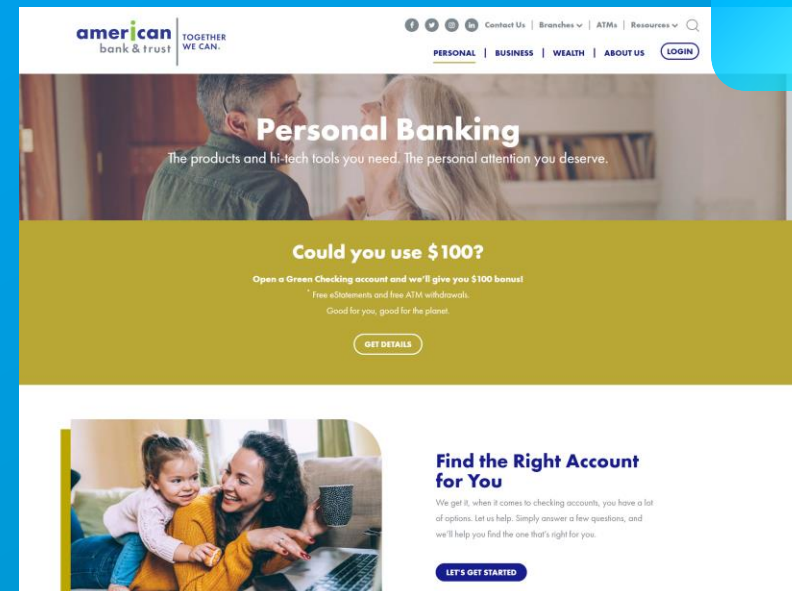 american
bank & trust
TOGETHER
WE CAN.
Contact Us | Branches | ATMs | Resources
PERSONAL | BUSINESS | WEALTH | ABOUT US LOGIN
Personal Banking
The products and hi-tech tools you need. The personal attention you deserve.
Could you use $100?
Open a Green Checking account and we'll give you $100 bonus!
* Free eStatements and free ATM withdrawals.
Good for you, good for the planet.
GET DETAILS
Find the Right Account
for You
We get it, when it comes to checking accounts, you have a lot
of options. Let us help. Simply answer a few questions, and
we'll help you find the one that's right for you.
LET'S GET STARTED